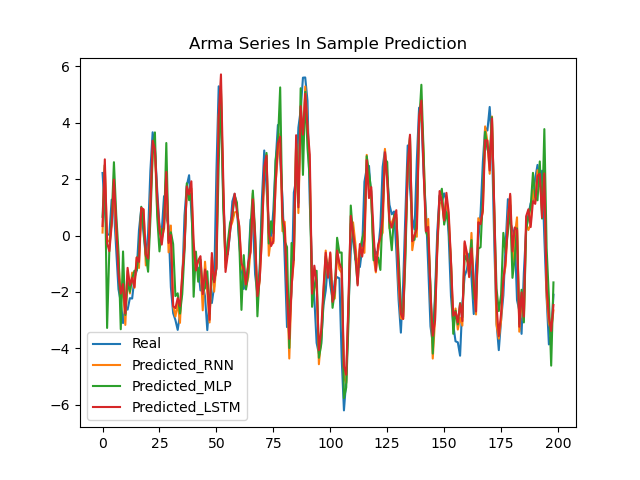 Arma Series In Sample Prediction
6
4
2
0
−2
−4
−6
Real
Predicted_RNN
Predicted_MLP
Predicted_LSTM
0 25 50 75 100 125 150 175 200